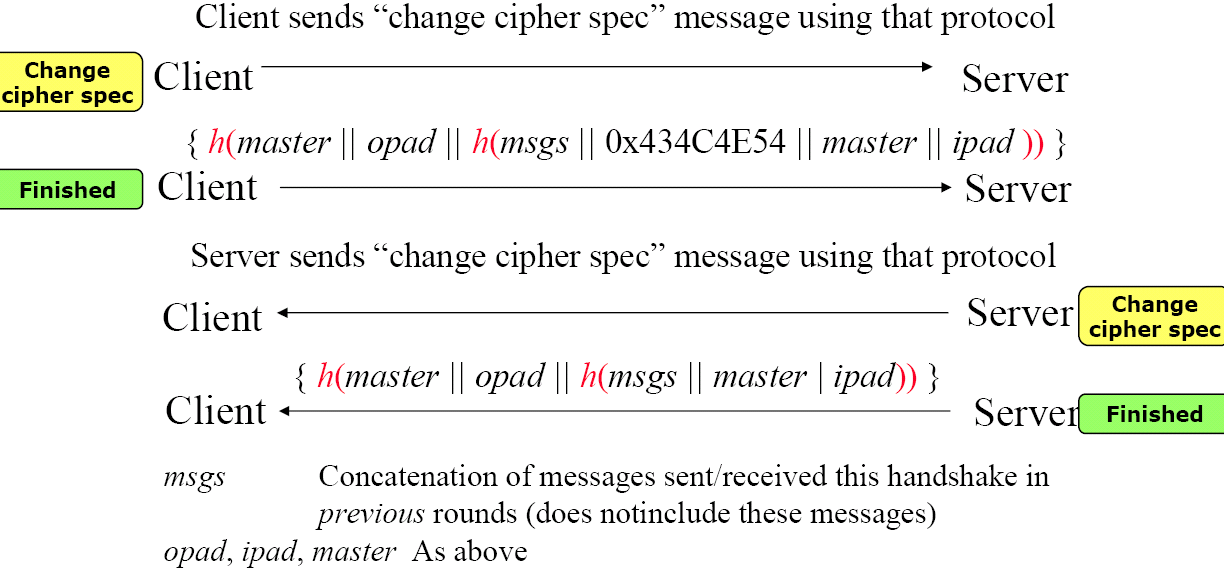 Client sends “change cipher spec” message using that protocol
Change
cipher spec
Client
Server
{ h(master || opad || h(msgs || 0x434C4E54 || master || ipad )) }
Finished
Client
Server
Server sends “change cipher spec” message using that protocol
Client
Server
Change
cipher spec
{ h(master || opad || h(msgs || master | ipad)) }
Client
Server
Finished
msgs Concatenation of messages sent/received this handshake in
previous rounds (does notinclude these messages)
opad, ipad, master As above